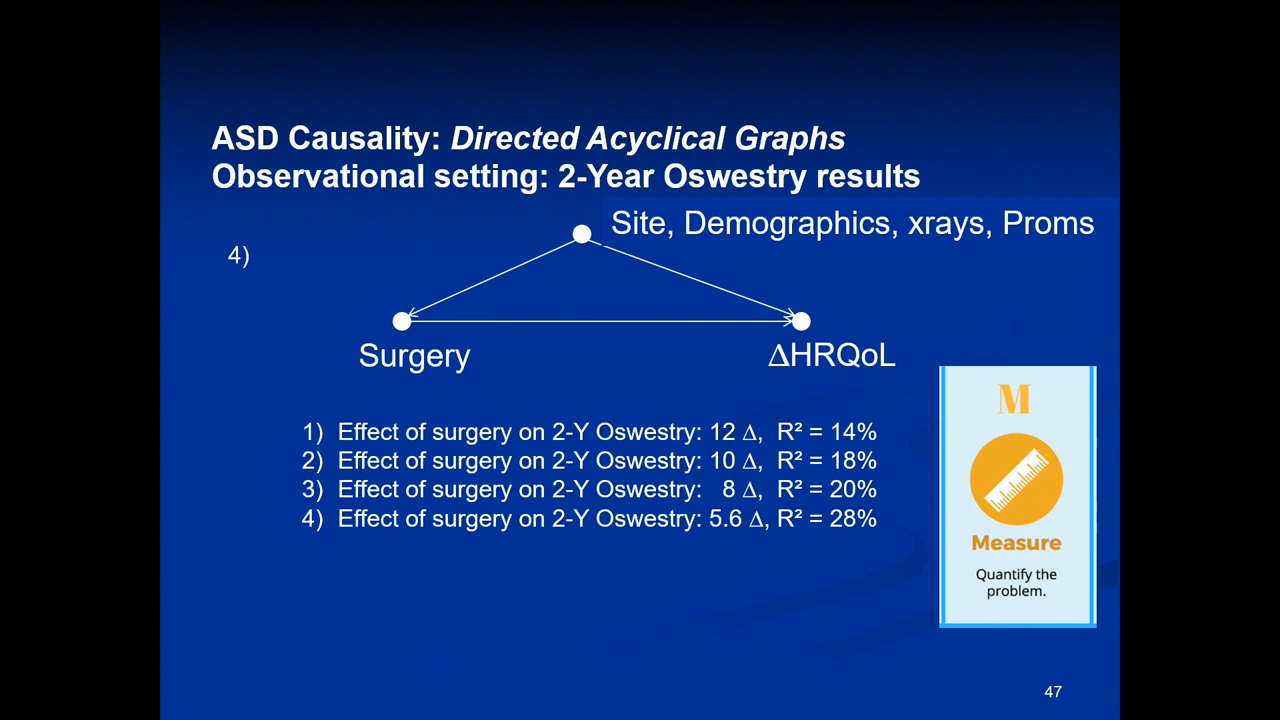 ASD Causality: Directed Acyclical Graphs
Observational setting: 2-Year Oswestry results
Site, Demographics, xrays, Proms
4)
Surgery
∆HRQoL
1) Effect of surgery on 2-Y Oswestry: 12 ∆, R² = 14%
2) Effect of surgery on 2-Y Oswestry: 10 ∆, R² = 18%
3) Effect of surgery on 2-Y Oswestry: 8 ∆, R² = 20%
4) Effect of surgery on 2-Y Oswestry: 5.6 ∆, R² = 28%
M
Measure
Quantify the
problem.
47